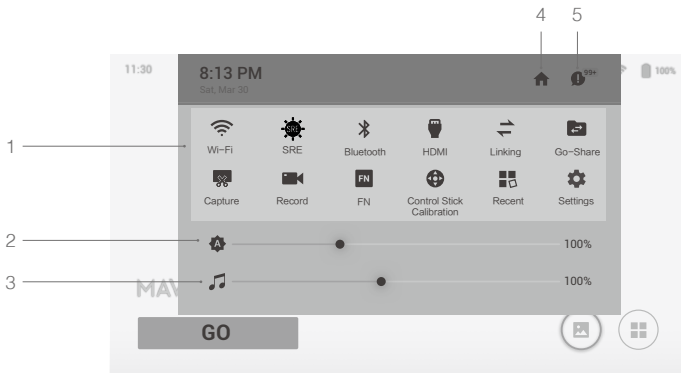 4 5
11:30 8:13 PM 99+ 100%
Sat, Mar 30
1
Wi-Fi SRE Bluetooth HDMI Linking Go-Share
FN
Capture Record FN Control Stick Recent Settings
Calibration
2 A 100%
3 100%
MAV
GO